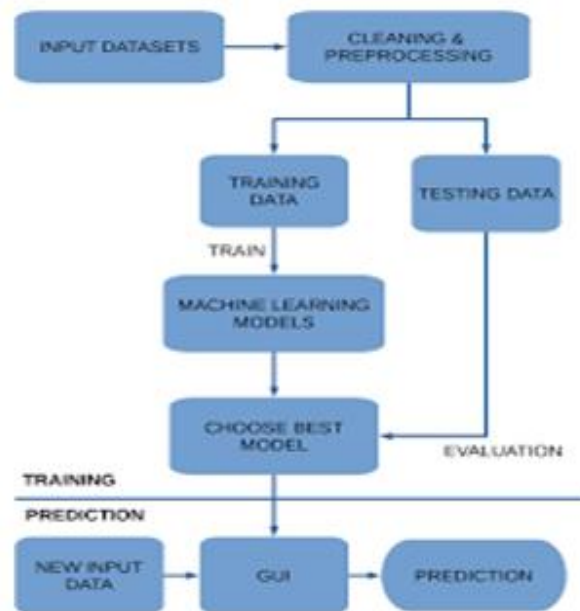 INPUT DATASETS
CLEANING &
PREPROCESSING
TRAINING
DATA
TESTING DATA
TRAIN
MACHINE LEARNING
MODELS
CHOOSE BEST
MODEL
EVALUATION
TRAINING
PREDICTION
NEW INPUT
DATA
GUI
PREDICTION